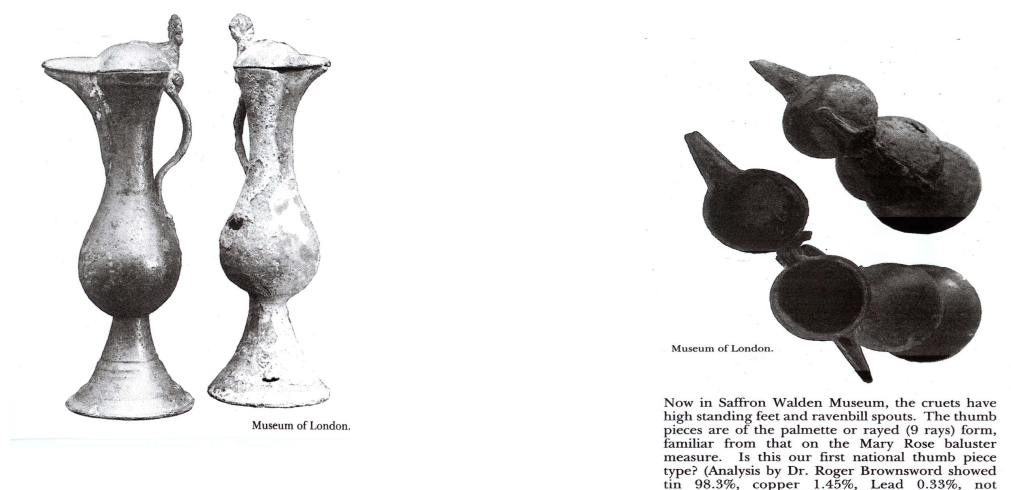 Museum of London.
Museum of London.
Now in Saffron Walden Museum, the cruets have
high standing feet and ravenbill spouts. The thumb
pieces are of the palmette or rayed (9 rays) form,
familiar from that on the Mary Rose baluster
measure. Is this our first national thumb piece
type? (Analysis by Dr. Roger Brownsword showed
tin 98.3%, copper 1.45%, Lead 0.33%, not